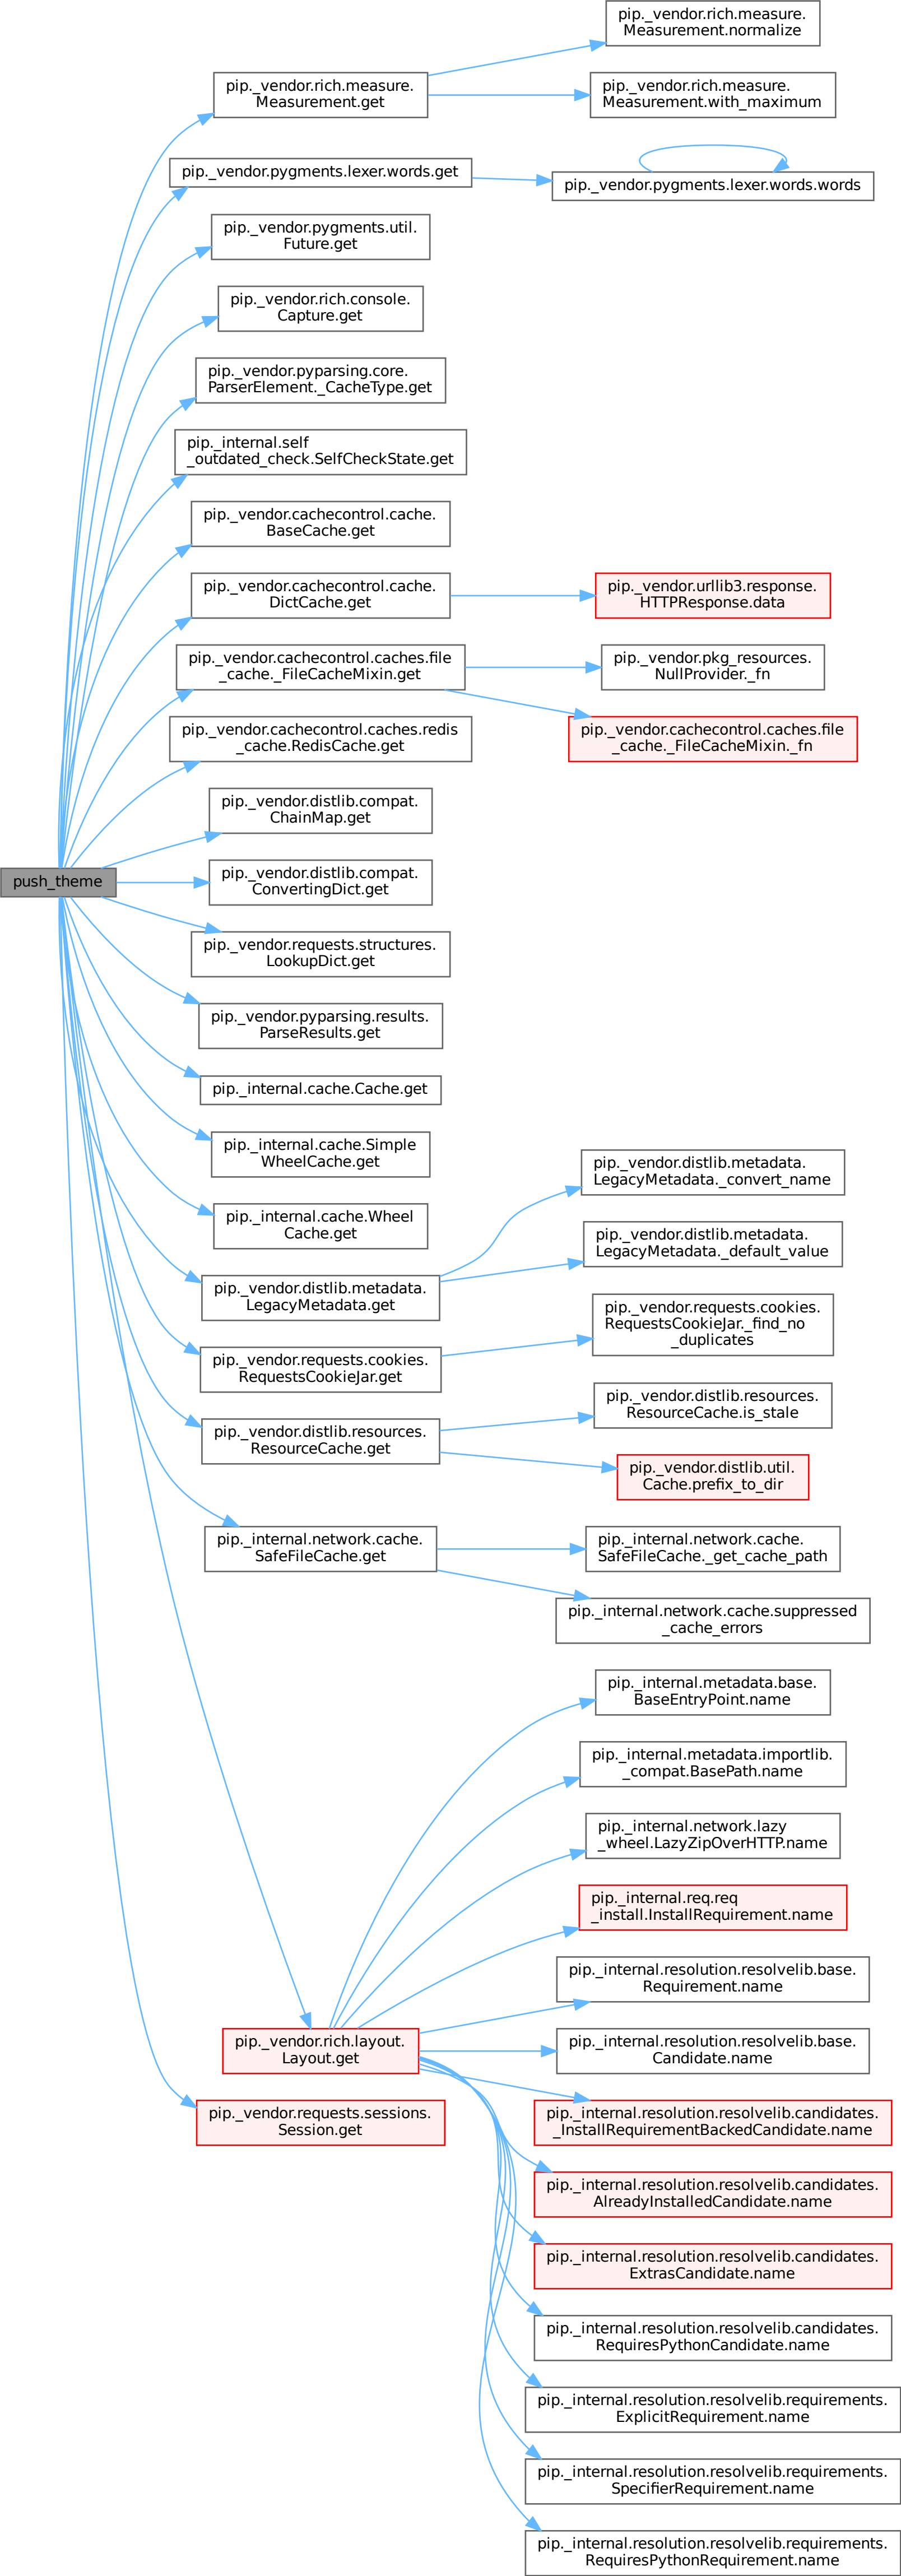 pip._vendor.rich.measure.
Measurement.normalize
pip._vendor.rich.measure.
Measurement.get
pip._vendor.rich.measure.
Measurement.with_maximum
pip._vendor.pygments.lexer.words.get
pip._vendor.pygments.lexer.words.words
pip._vendor.pygments.util.
Future.get
pip._vendor.rich.console.
Capture.get
pip._vendor.pyparsing.core.
ParserElement._CacheType.get
pip._internal.self
_outdated_check.SelfCheckState.get
pip._vendor.cachecontrol.cache.
BaseCache.get
pip._vendor.cachecontrol.cache.
DictCache.get
pip._vendor.urllib3.response.
HTTPResponse.data
pip._vendor.cachecontrol.caches.file
_cache._FileCacheMixin.get
pip._vendor.pkg_resources.
NullProvider._fn
pip._vendor.cachecontrol.caches.file
_cache._FileCacheMixin._fn
pip._vendor.cachecontrol.caches.redis
_cache.RedisCache.get
pip._vendor.distlib.compat.
ChainMap.get
push_theme
pip._vendor.distlib.compat.
ConvertingDict.get
pip._vendor.requests.structures.
LookupDict.get
pip._vendor.pyparsing.results.
ParseResults.get
pip._internal.cache.Cache.get
pip._internal.cache.Simple
WheelCache.get
pip._internal.cache.Wheel
Cache.get
pip._vendor.distlib.metadata.
LegacyMetadata._convert_name
pip._vendor.distlib.metadata.
LegacyMetadata._default_value
pip._vendor.distlib.metadata.
LegacyMetadata.get
pip._vendor.requests.cookies.
RequestsCookieJar._find_no
_duplicates
pip._vendor.requests.cookies.
RequestsCookieJar.get
pip._vendor.distlib.resources.
ResourceCache.is_stale
pip._vendor.distlib.resources.
ResourceCache.get
pip._vendor.distlib.util.
Cache.prefix_to_dir
pip._internal.network.cache.
SafeFileCache.get
pip._internal.network.cache.
SafeFileCache._get_cache_path
pip._internal.network.cache.suppressed
_cache_errors
pip._internal.metadata.base.
BaseEntryPoint.name
pip._internal.metadata.importlib.
_compat.BasePath.name
pip._internal.network.lazy
_wheel.LazyZipOverHTTP.name
pip._internal.req.req
_install.InstallRequirement.name
pip._internal.resolution.resolvelib.base.
Requirement.name
pip._vendor.rich.layout.
Layout.get
pip._internal.resolution.resolvelib.base.
Candidate.name
pip._vendor.requests.sessions.
Session.get
pip._internal.resolution.resolvelib.candidates.
_InstallRequirementBackedCandidate.name
pip._internal.resolution.resolvelib.candidates.
AlreadyInstalledCandidate.name
pip._internal.resolution.resolvelib.candidates.
ExtrasCandidate.name
pip._internal.resolution.resolvelib.candidates.
RequiresPythonCandidate.name
pip._internal.resolution.resolvelib.requirements.
ExplicitRequirement.name
pip._internal.resolution.resolvelib.requirements.
SpecifierRequirement.name
pip._internal.resolution.resolvelib.requirements.
RequiresPythonRequirement.name